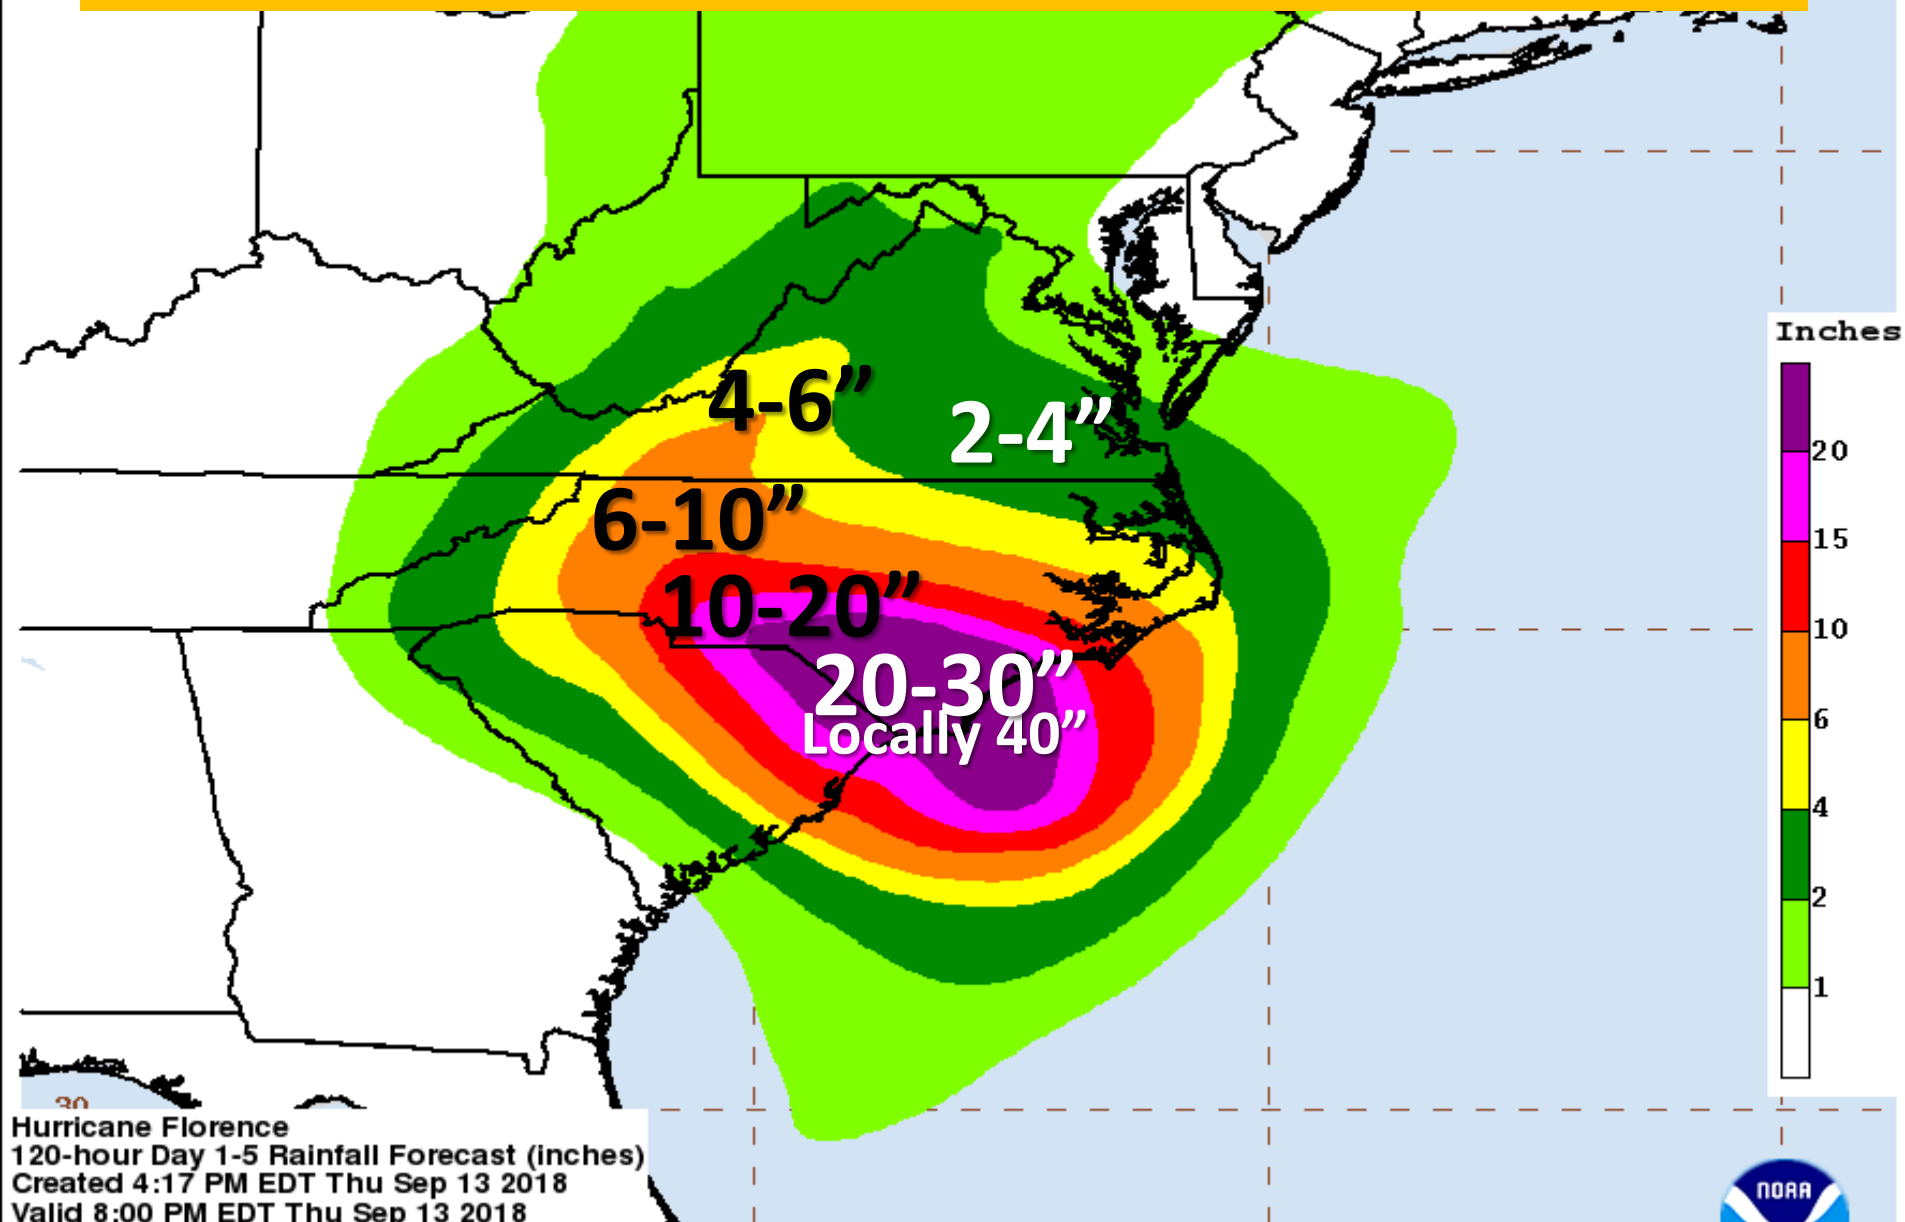 Inches
4-6”
2-4”
20
6-10”
15
10-20”
10
20-30”
Locally 40”
6
4
2
1
30
Hurricane Florence
120-hour Day 1-5 Rainfall Forecast (inches)
Created 4:17 PM EDT Thu Sep 13 2018
Valid 8:00 PM EDT Thu Sep 13 2018
NOAA